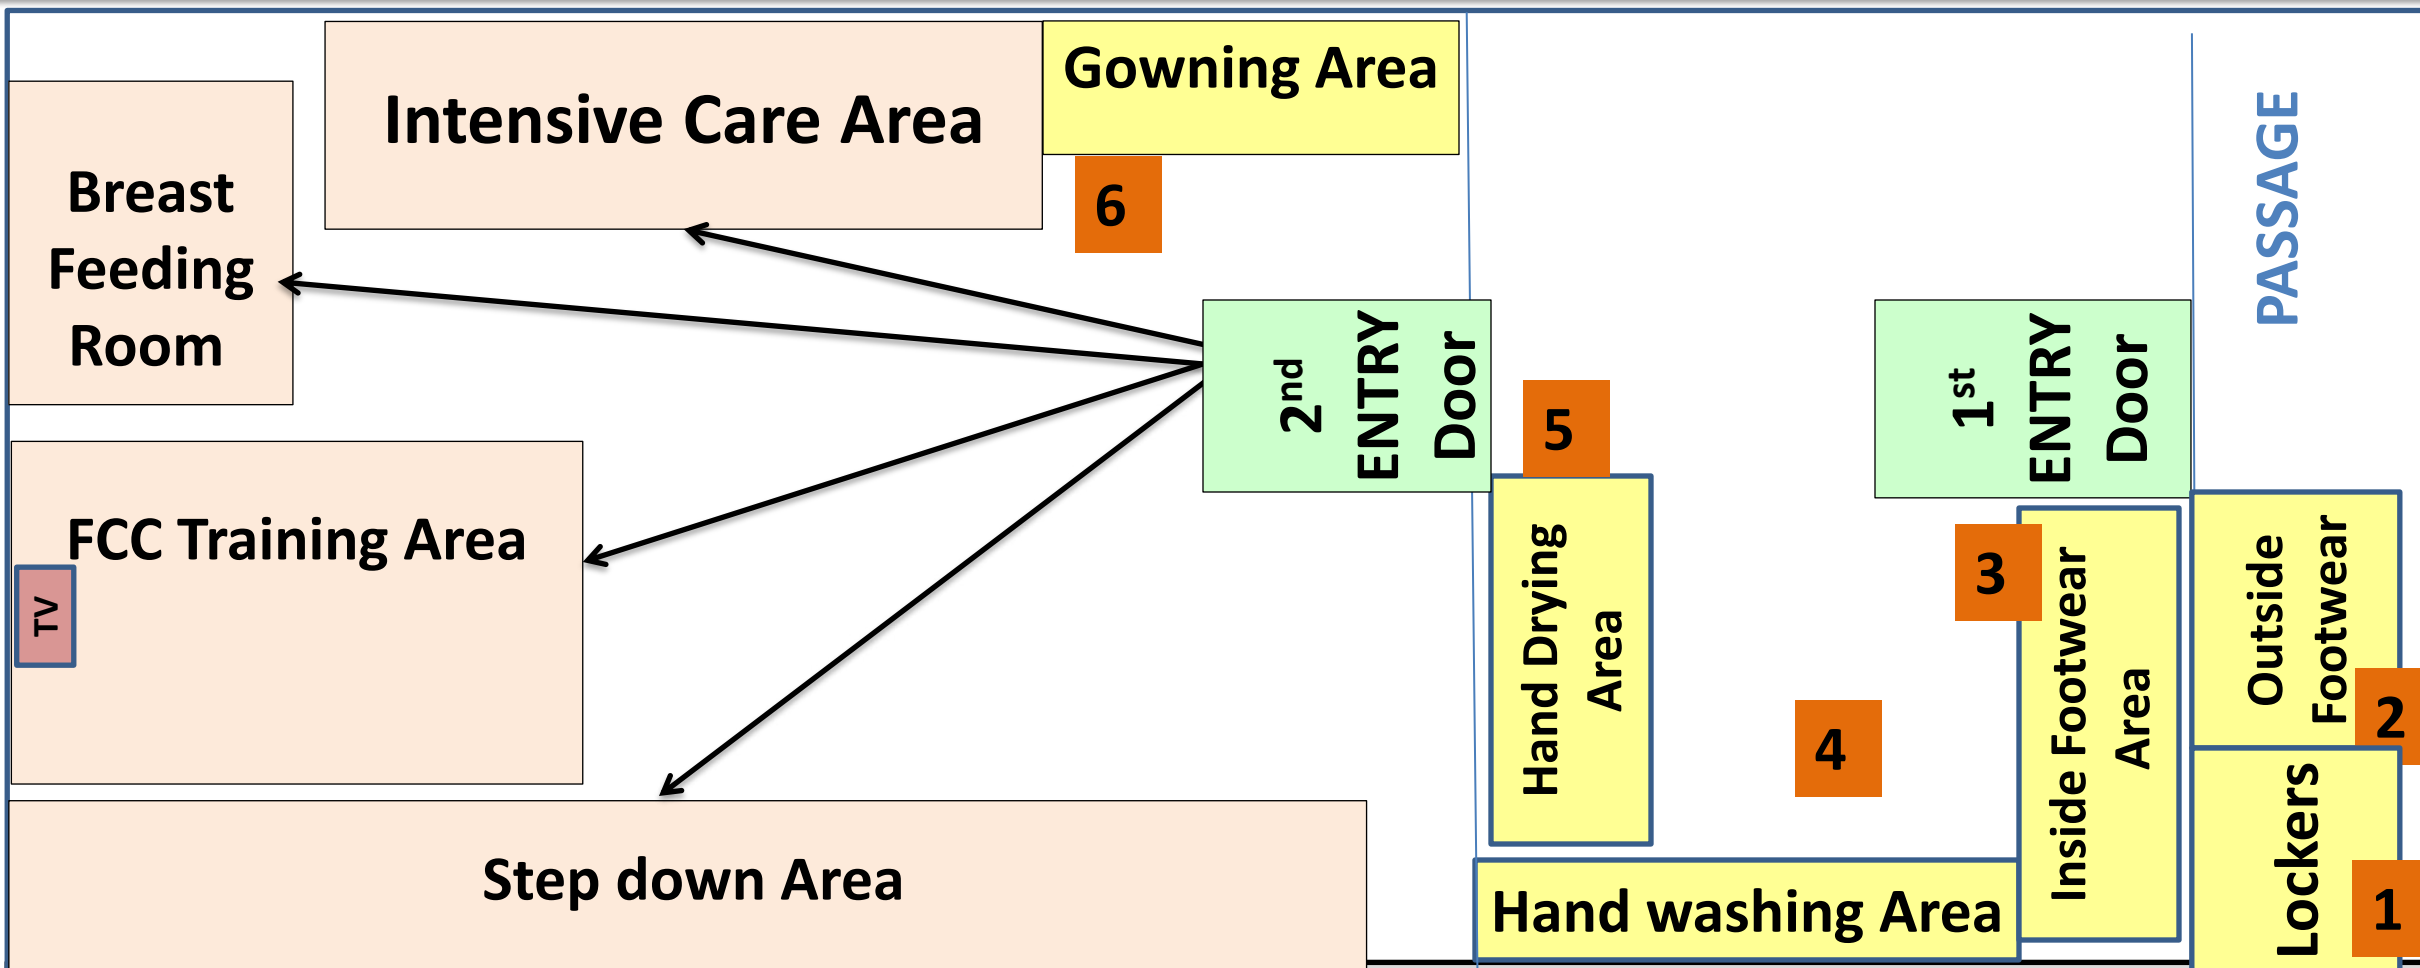 Gowning Area
Intensive Care Area
6
Breast
Feeding
Room
PASSAGE
2nd
ENTRY
Door
1st
ENTRY
Door
5
FCC Training Area
TV
Hand Drying
Area
3
Inside Footwear
Area
Outside
Footwear
2
4
Step down Area
Hand washing Area
Lockers
1